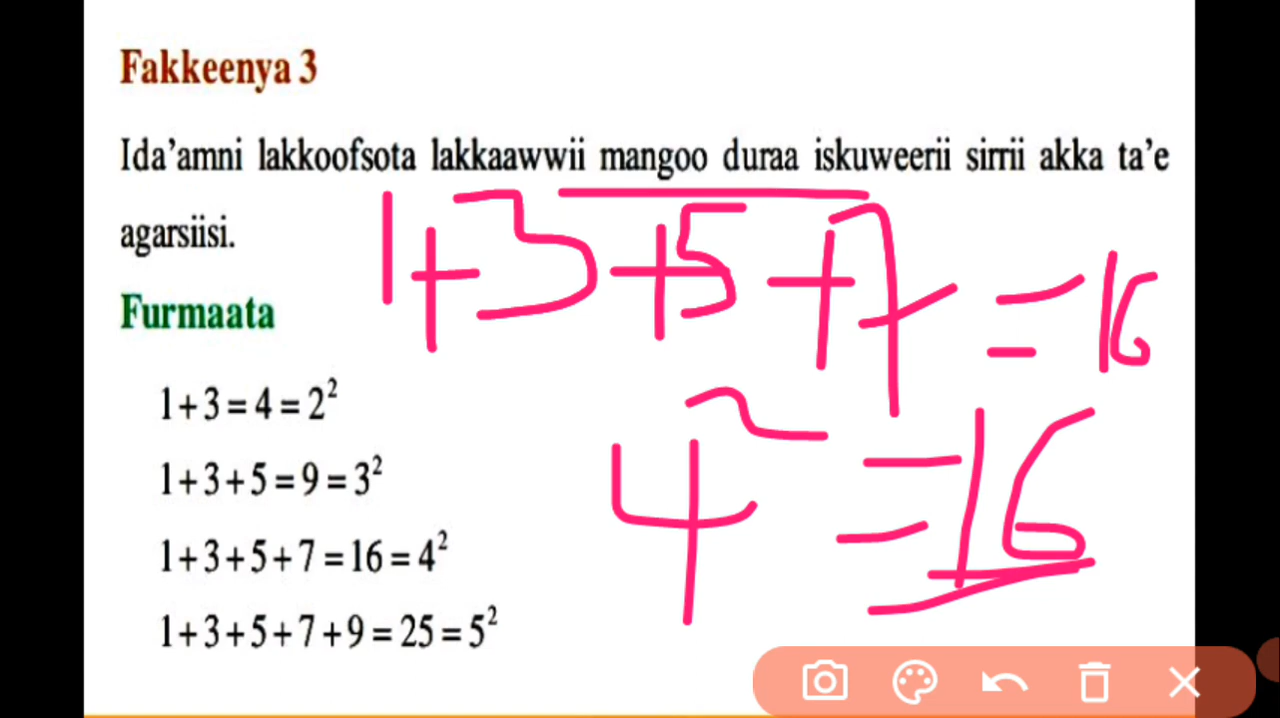 Fakkeenya 3
Ida'amni lakkoofsota lakkaawwii mangoo duraa iskuweerii sirrii akka ta'e
agarsiisi.
1+3+5+7=16
Furmaata
4²=16
1+3=4=2²
1+3+5=9=3²
1+3+5+7=16=4²
1+3+5+7+9=25=5²